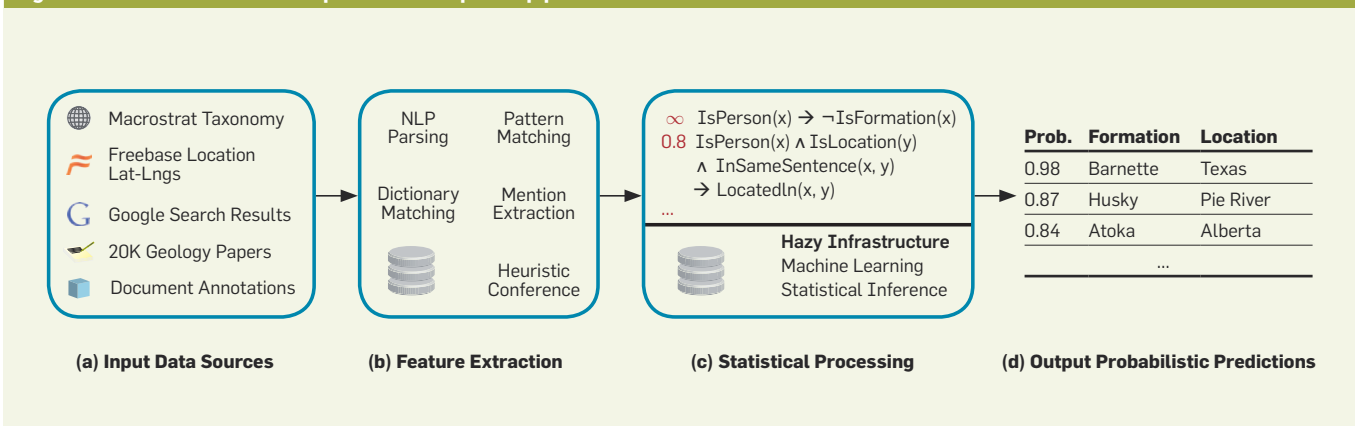 Macrostrat Taxonomy
Freebase Location
Lat-Lngs
G Google Search Results
20K Geology Papers
Document Annotations
NLP
Parsing
Pattern
Matching
Dictionary
Matching
Mention
Extraction
Heuristic
Conference
∞ IsPerson(x) → ¬IsFormation(x)
0.8 IsPerson(x) ∧ IsLocation(y)
∧ InSameSentence(x, y)
→ LocatedIn(x, y)
...
Hazy Infrastructure
Machine Learning
Statistical Inference
Prob. Formation Location
0.98 Barnette Texas
0.87 Husky Pie River
0.84 Atoka Alberta
...
(a) Input Data Sources
(b) Feature Extraction
(c) Statistical Processing
(d) Output Probabilistic Predictions